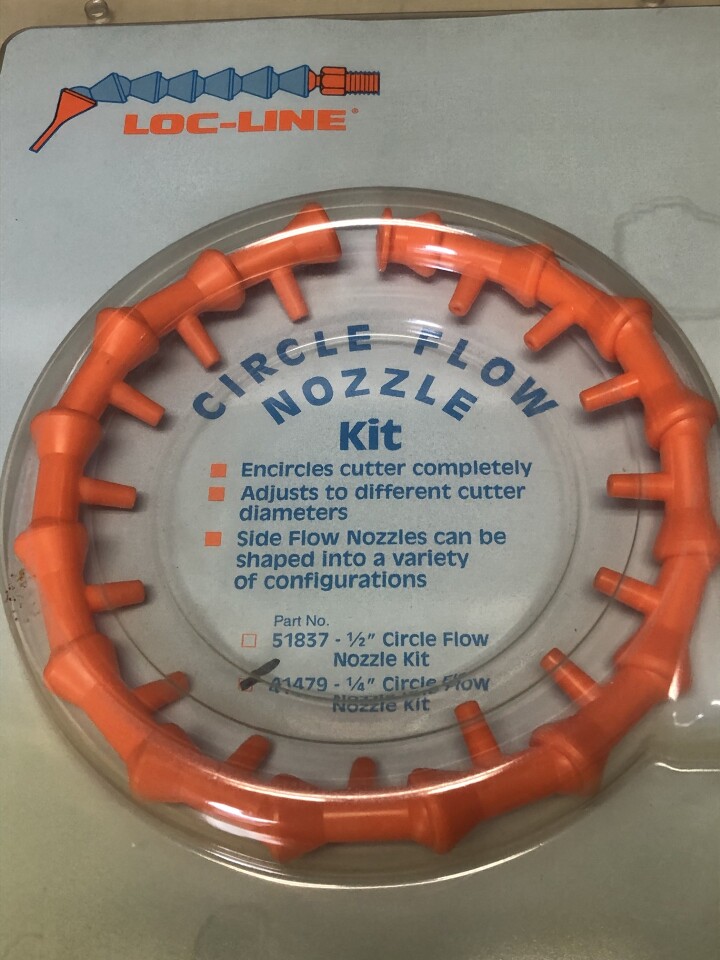 LOC-LINE®
CIRCLE FLOW
NOZZLE
Kit
Encircles cutter completely
Adjusts to different cutter
diameters
Side Flow Nozzles can be
shaped into a variety
of configurations
Part No.
51837 - ½" Circle Flow
Nozzle Kit
41479 - ¼" Circle Flow
Nozzle Kit